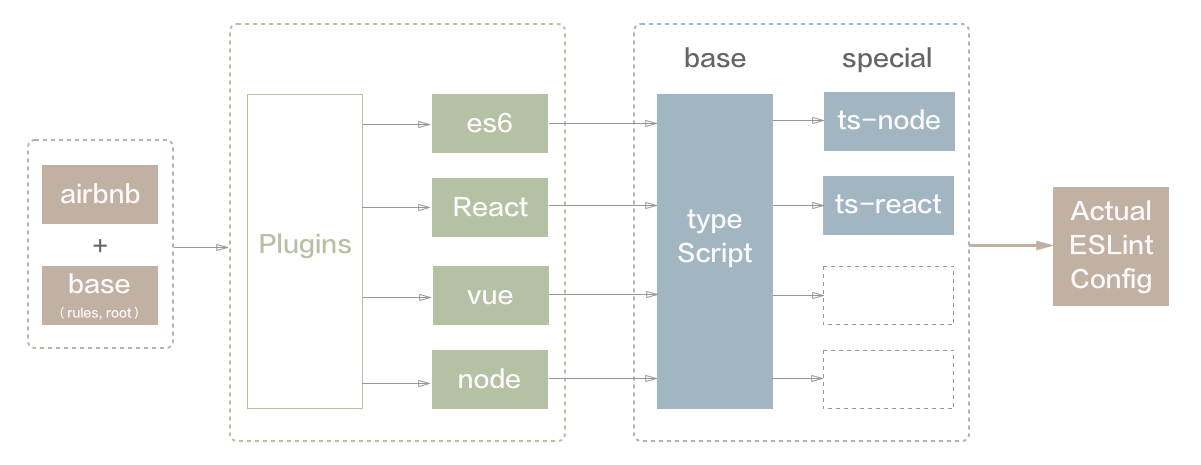 airbnb
+
base
(rules, root)
Plugins
es6
React
vue
node
base
special
type
Script
ts-node
ts-react
Actual
ESLint
Config